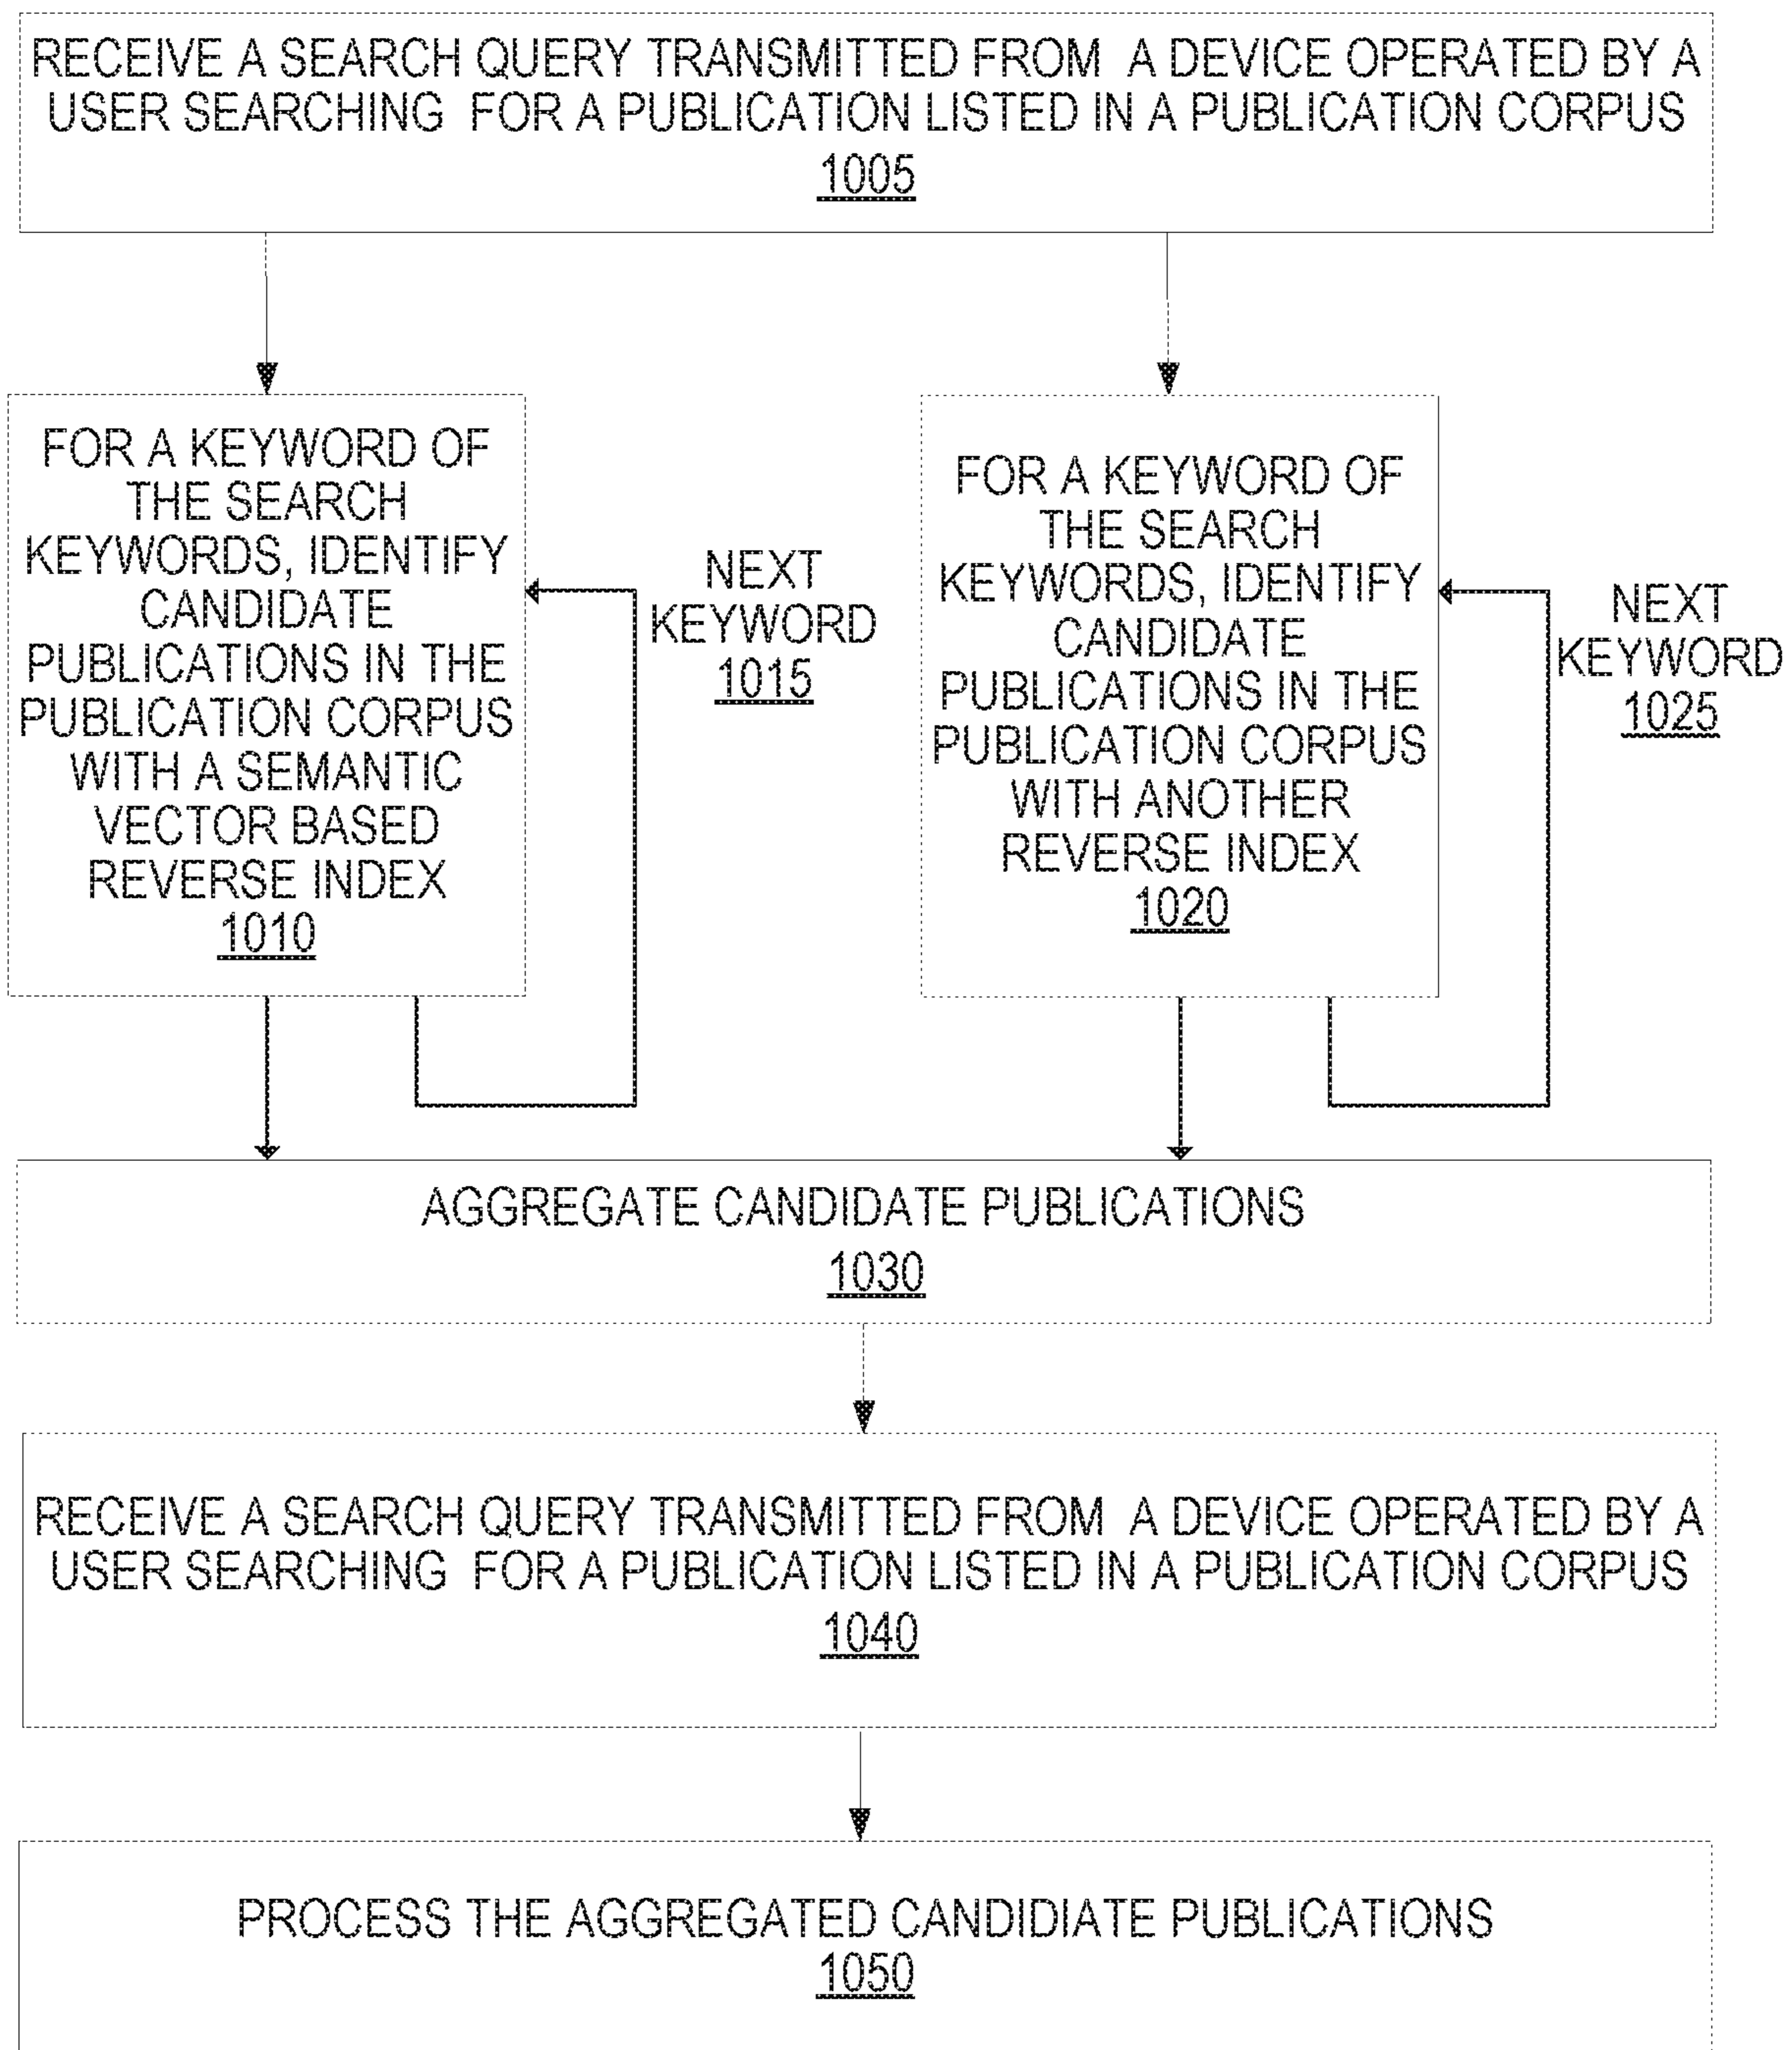 RECEIVE A SEARCH QUERY TRANSMITTED FROM A DEVICE OPERATED BY A
USER SEARCHING FOR A PUBLICATION LISTED IN A PUBLICATION CORPUS
1005
FOR A KEYWORD OF
THE SEARCH
KEYWORDS, IDENTIFY
CANDIDATE
PUBLICATIONS IN THE
PUBLICATION CORPUS
WITH A SEMANTIC
VECTOR BASED
REVERSE INDEX
1010
NEXT
KEYWORD
1015
FOR A KEYWORD OF
THE SEARCH
KEYWORDS, IDENTIFY
CANDIDATE
PUBLICATIONS IN THE
PUBLICATION CORPUS
WITH ANOTHER
REVERSE INDEX
1020
NEXT
KEYWORD
1025
AGGREGATE CANDIDATE PUBLICATIONS
1030
RECEIVE A SEARCH QUERY TRANSMITTED FROM A DEVICE OPERATED BY A
USER SEARCHING FOR A PUBLICATION LISTED IN A PUBLICATION CORPUS
1040
PROCESS THE AGGREGATED CANDIDIATE PUBLICATIONS
1050